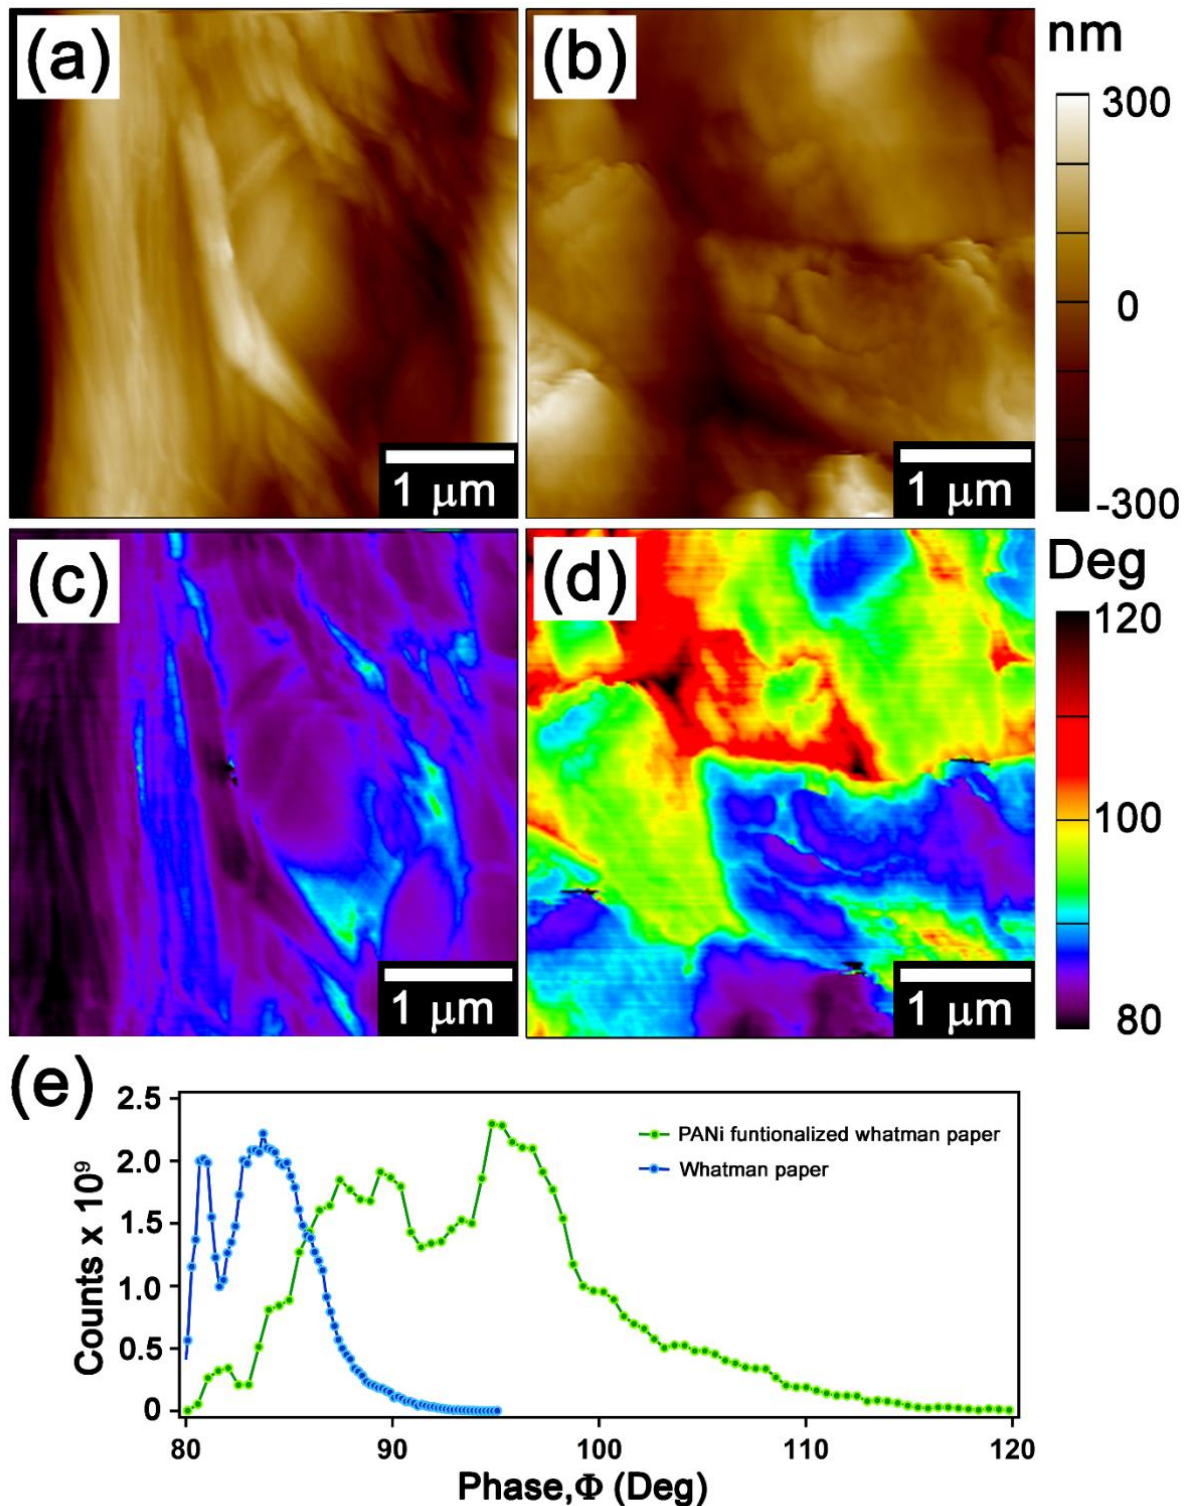 (a)
(b)
nm
300
0
-300
1 μm
1 μm
(c)
(d)
Deg
120
100
80
1 μm
1 μm
(e)
2.5
2.0
1.5
1.0
0.5
0
Counts x 10⁹
PANi funtionalized whatman paper
Whatman paper
80 90 100 110 120
Phase,Φ (Deg)